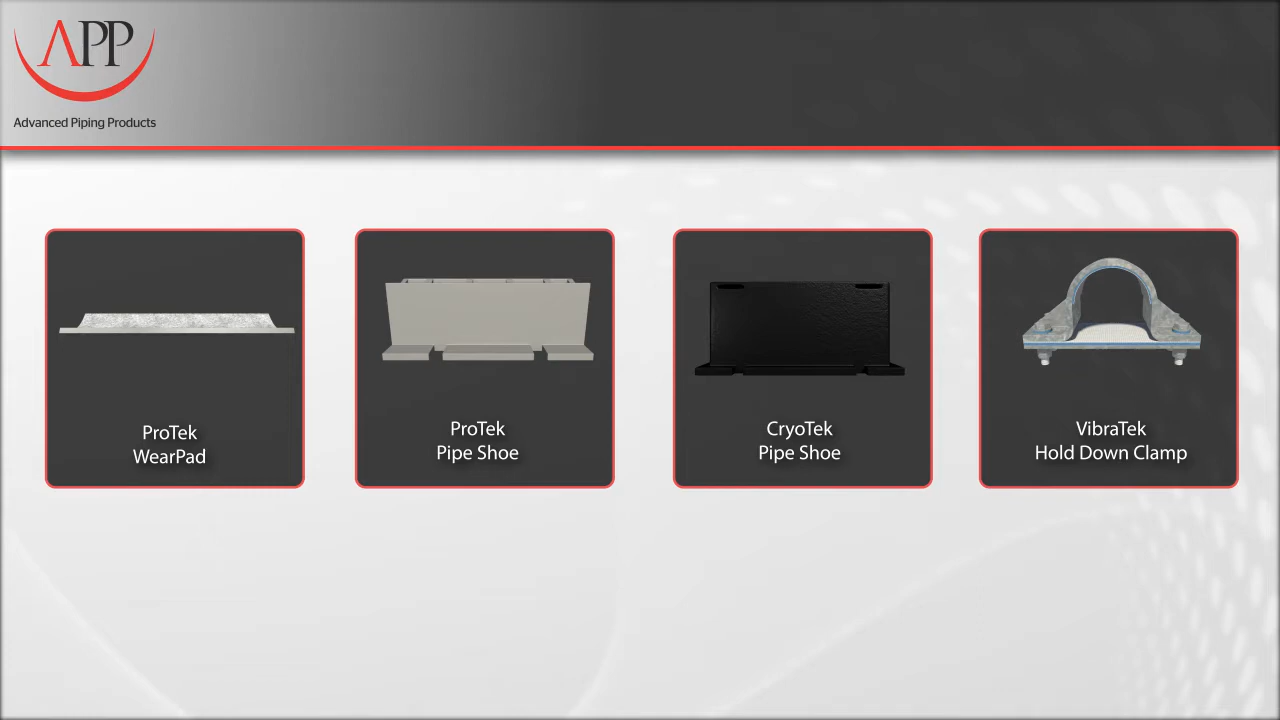 APP
Advanced Piping Products
ProTek
WearPad
ProTek
Pipe Shoe
CryoTek
Pipe Shoe
VibraTek
Hold Down Clamp